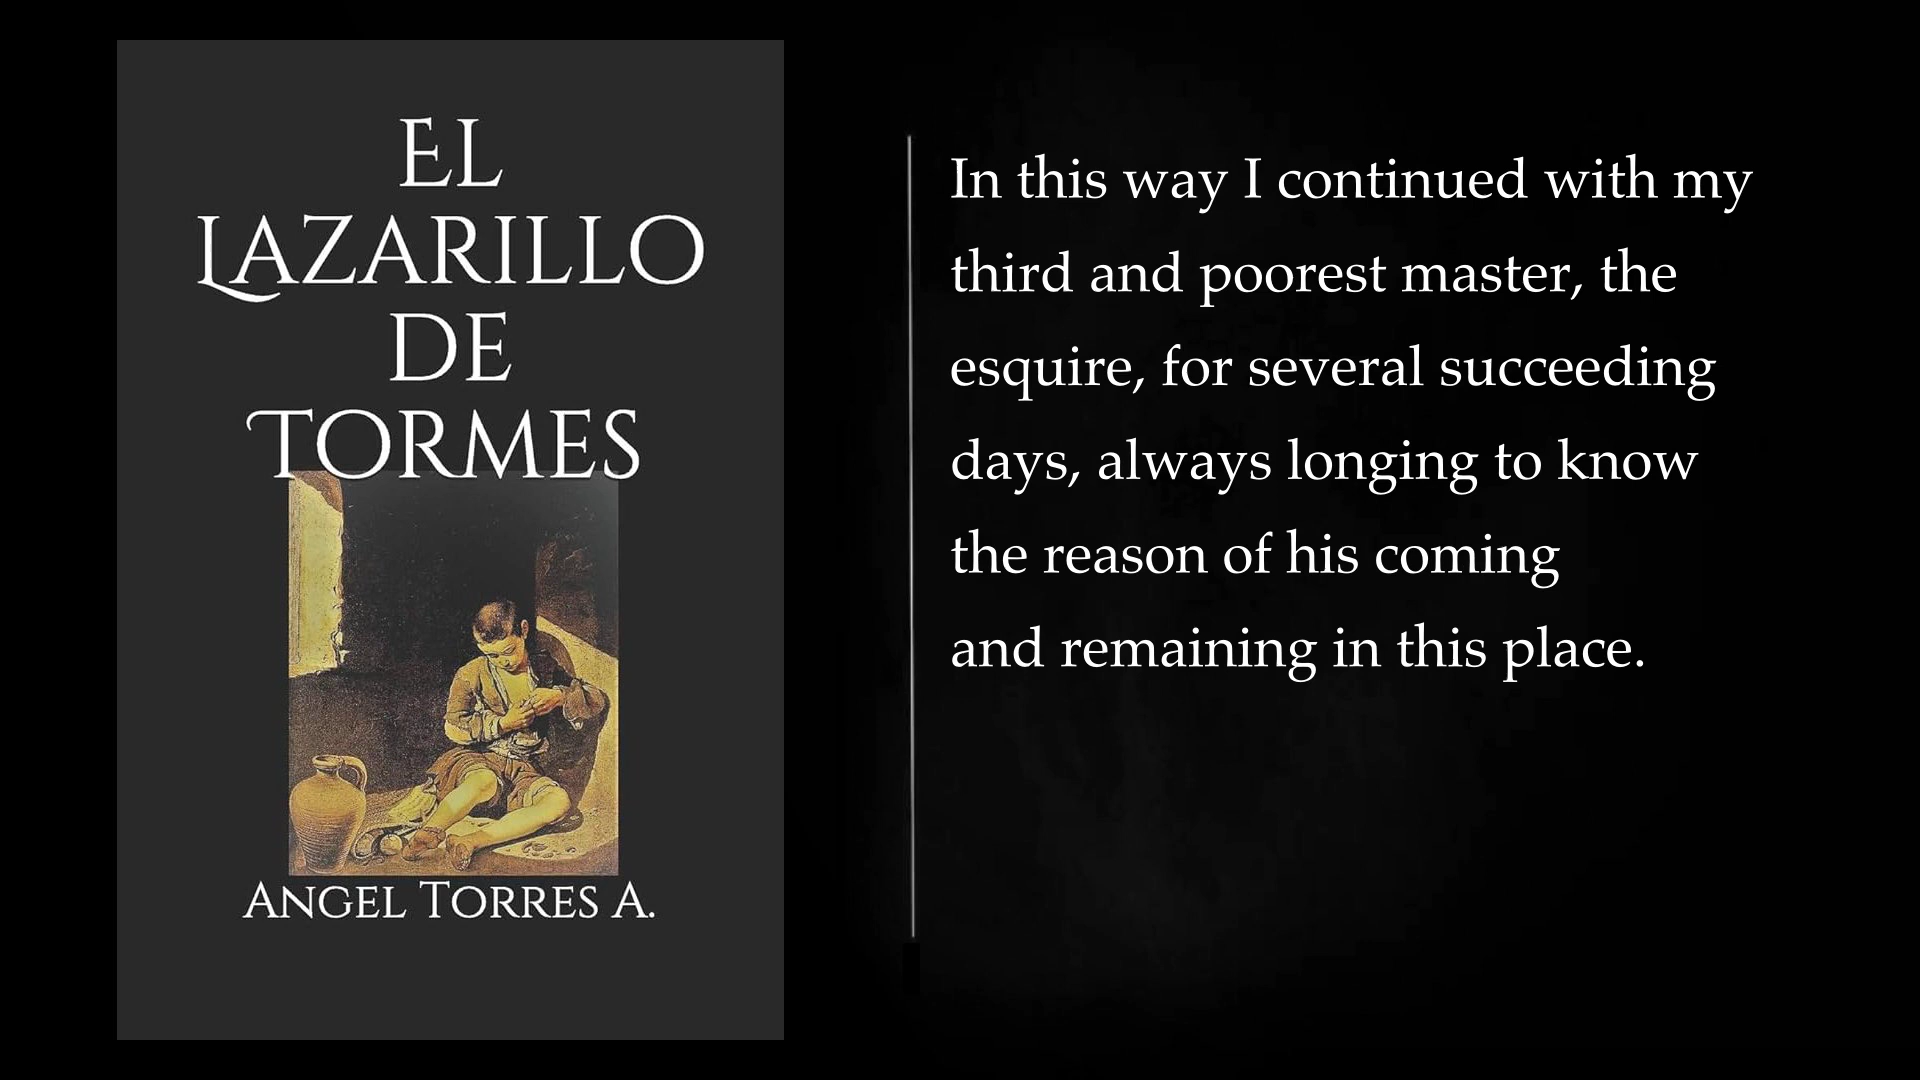 El
Lazarillo
de
Tormes
Angel Torres A.
In this way I continued with my
third and poorest master, the
esquire, for several succeeding
days, always longing to know
the reason of his coming
and remaining in this place.